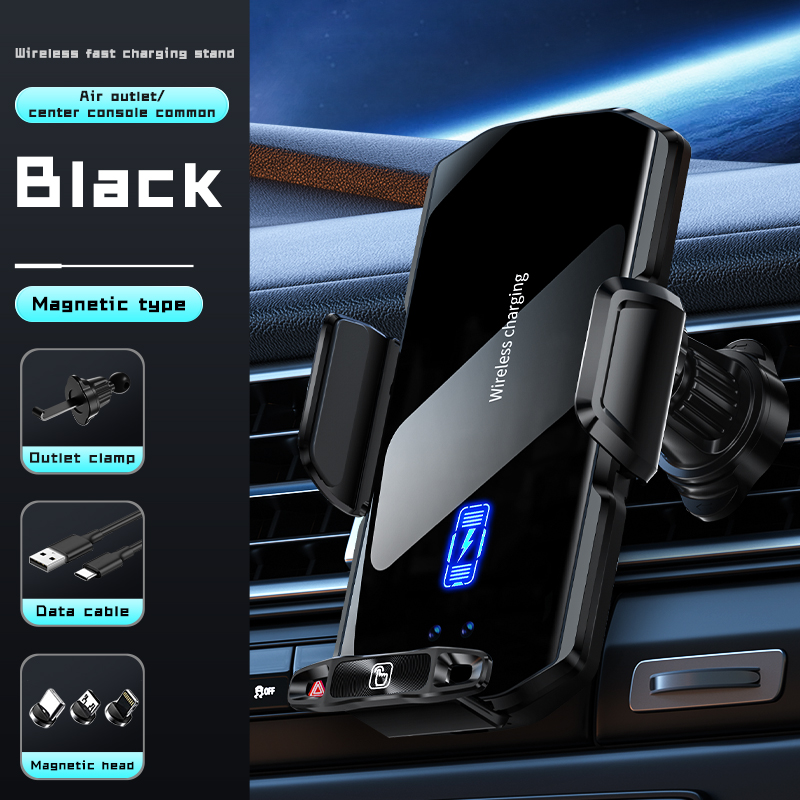 Wireless fast charging stand
Air outlet/
center console common
Black
Magnetic type
Outlet clamp
Data cable
Magnetic head
Wireless charging
OFF